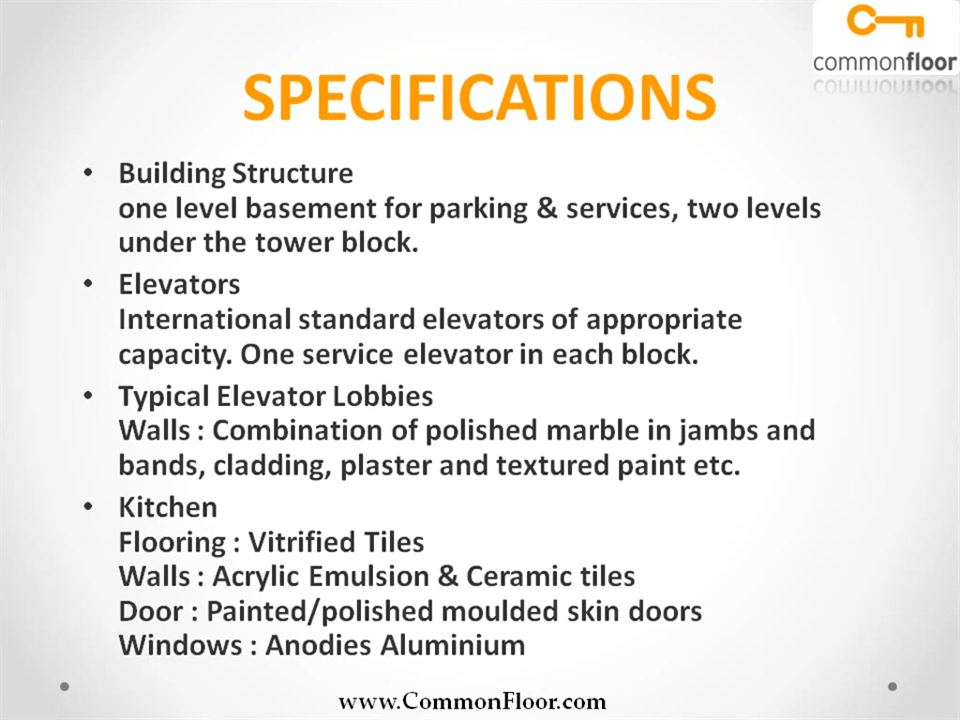 commonfloor
SPECIFICATIONS
• Building Structure
one level basement for parking & services, two levels
under the tower block.
• Elevators
International standard elevators of appropriate
capacity. One service elevator in each block.
• Typical Elevator Lobbies
Walls : Combination of polished marble in jambs and
bands, cladding, plaster and textured paint etc.
• Kitchen
Flooring : Vitrified Tiles
Walls : Acrylic Emulsion & Ceramic tiles
Door : Painted/polished moulded skin doors
Windows : Anodies Aluminium
www.CommonFloor.com